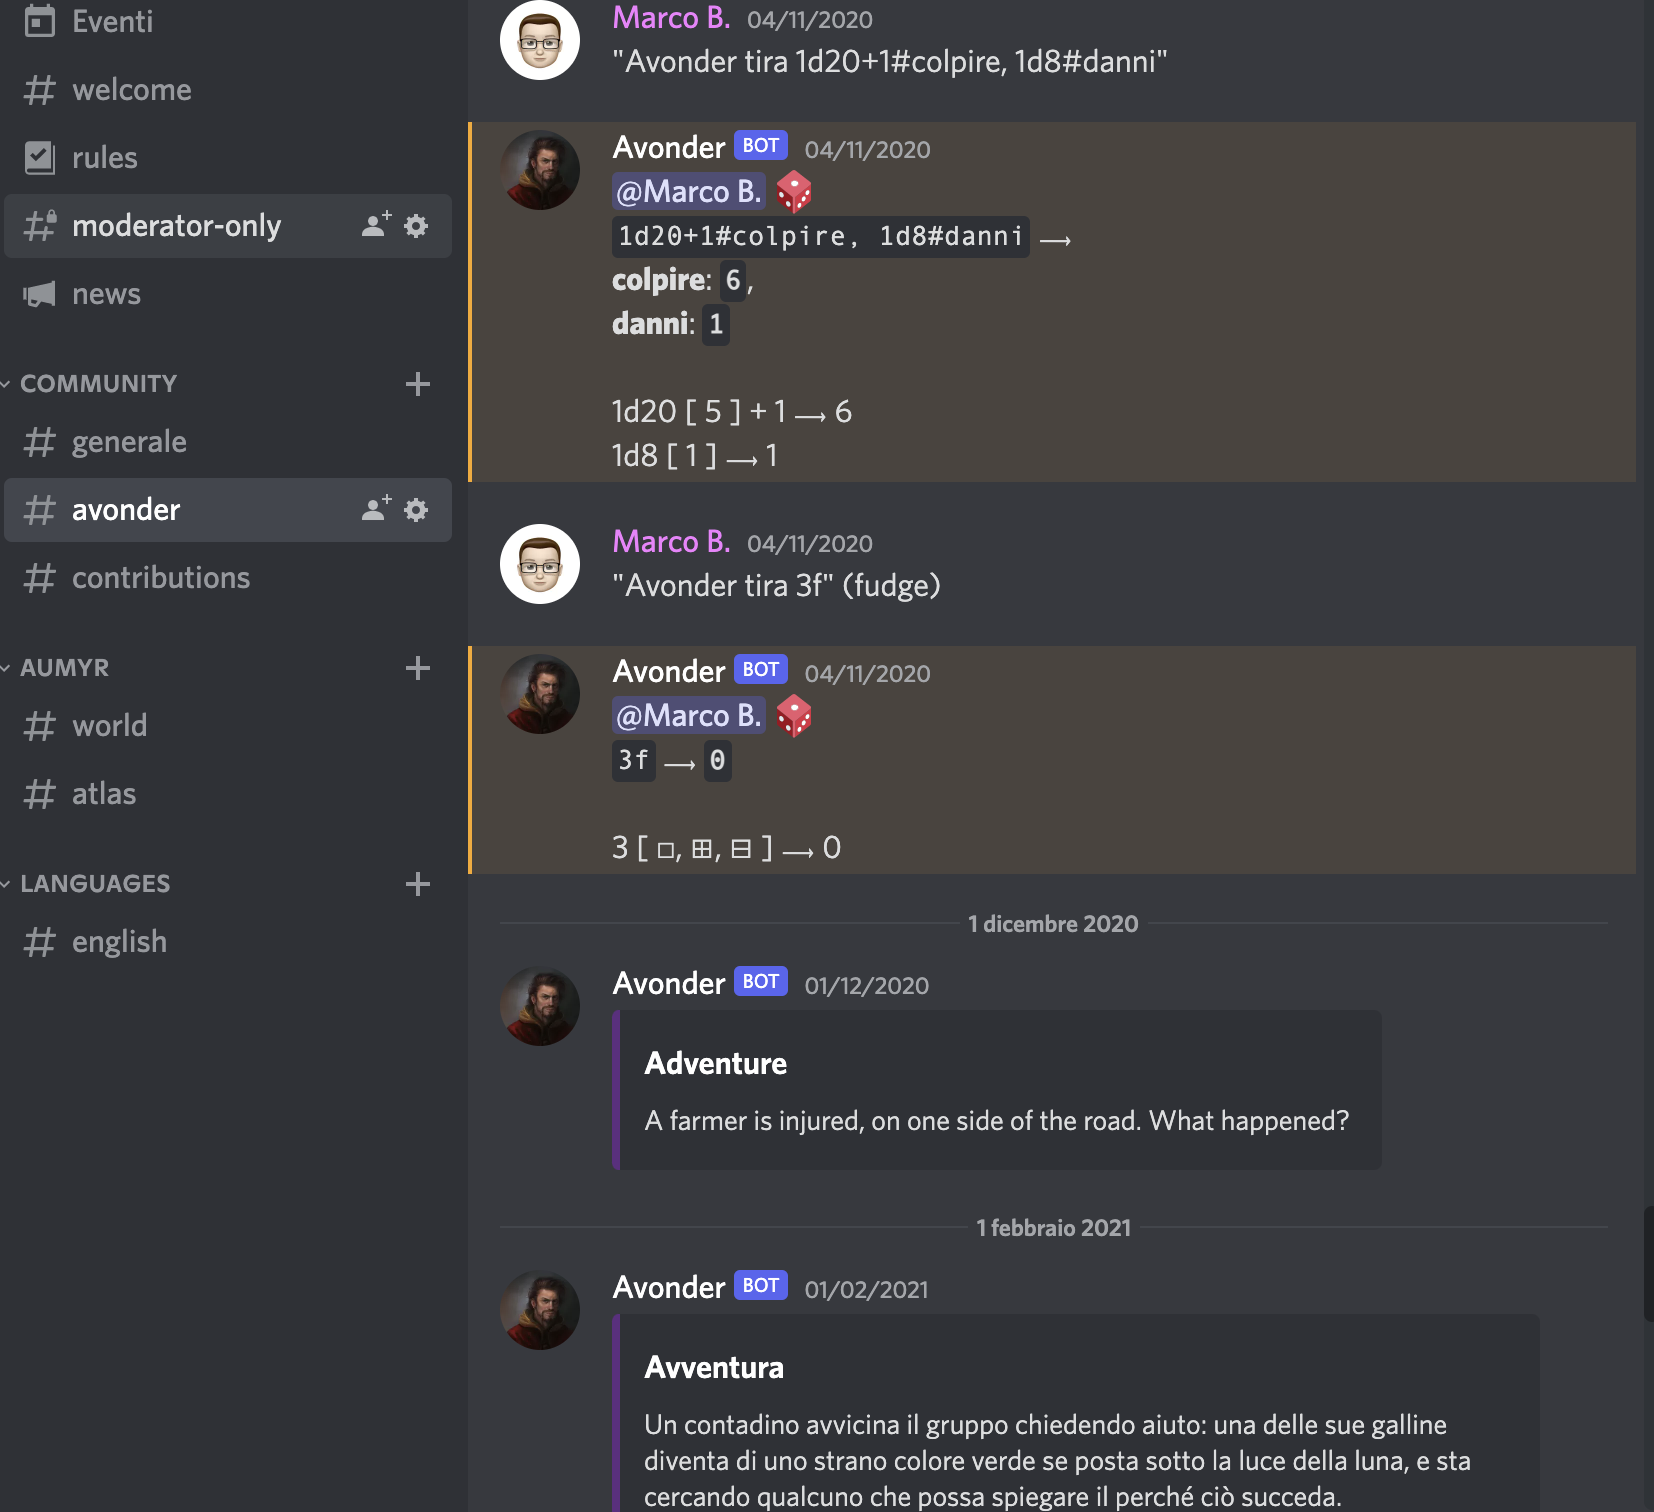 Eventi
welcome
rules
moderator-only
news
COMMUNITY
generale
avonder
contributions
AUMYR
world
atlas
LANGUAGES
english
Marco B. 04/11/2020
"Avonder tira 1d20+1#colpire, 1d8#danni"
Avonder BOT 04/11/2020
@Marco B.
1d20+1#colpire, 1d8#danni ⟶
colpire: 6,
danni: 1
1d20 [ 5 ] + 1 ⟶ 6
1d8 [ 1 ] ⟶ 1
Marco B. 04/11/2020
"Avonder tira 3f" (fudge)
Avonder BOT 04/11/2020
@Marco B.
3f ⟶ 0
3 [ □, ⊞, ⊟ ] ⟶ 0
1 dicembre 2020
Avonder BOT 01/12/2020
Adventure
A farmer is injured, on one side of the road. What happened?
1 febbraio 2021
Avonder BOT 01/02/2021
Avventura
Un contadino avvicina il gruppo chiedendo aiuto: una delle sue galline
diventa di uno strano colore verde se posta sotto la luce della luna, e sta
cercando qualcuno che possa spiegare il perché ciò succeda.